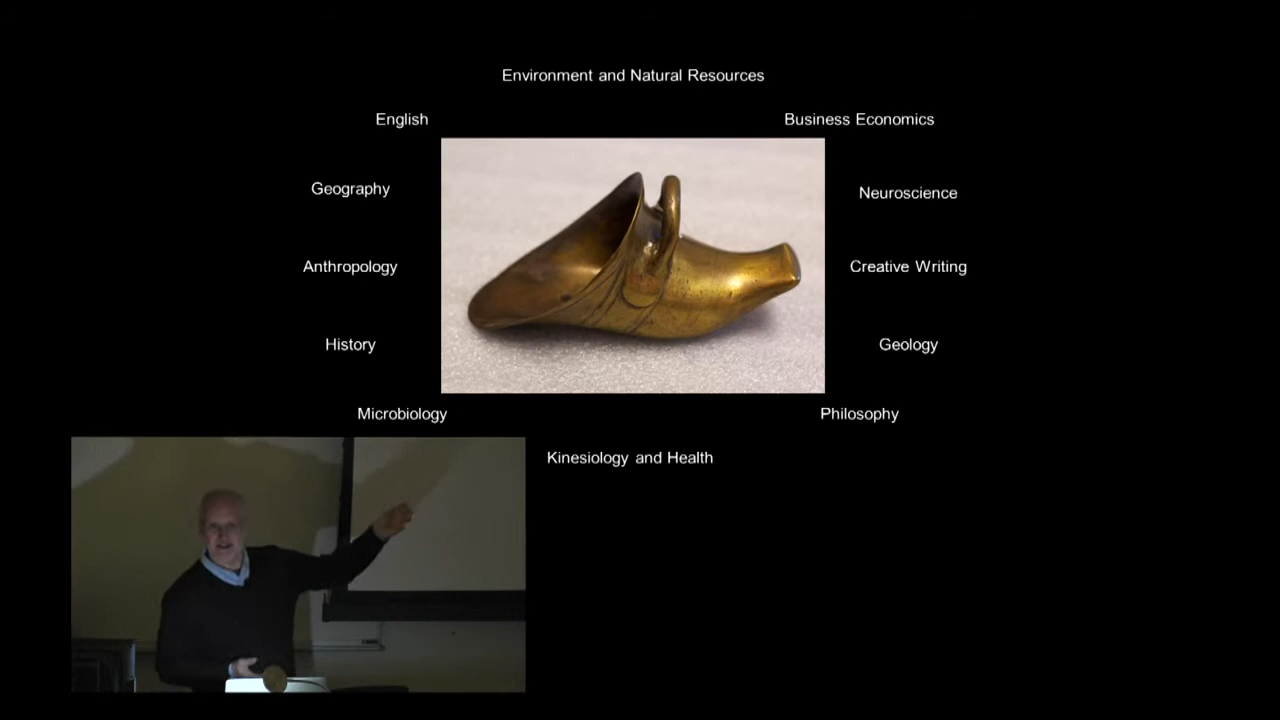 Environment and Natural Resources
English
Business Economics
Geography
Neuroscience
Anthropology
Creative Writing
History
Geology
Microbiology
Philosophy
Kinesiology and Health